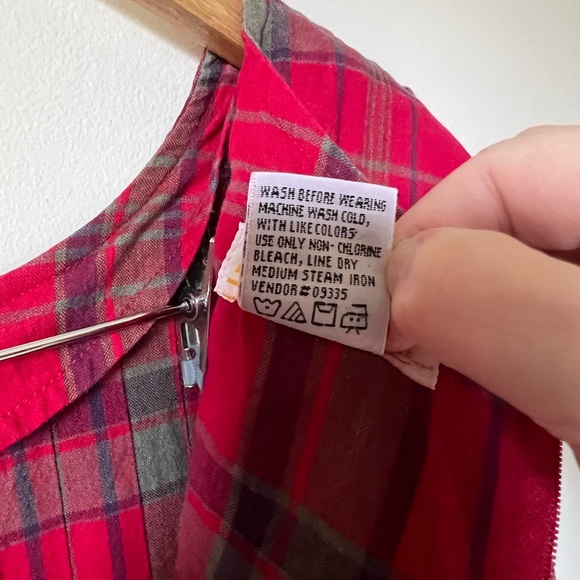 WASH BEFORE WEARING
MACHINE WASH COLD,
WITH LIKE COLORS
USE ONLY NON-CHLORINE
BLEACH, LINE DRY
MEDIUM STEAM IRON
VENDOR#09335